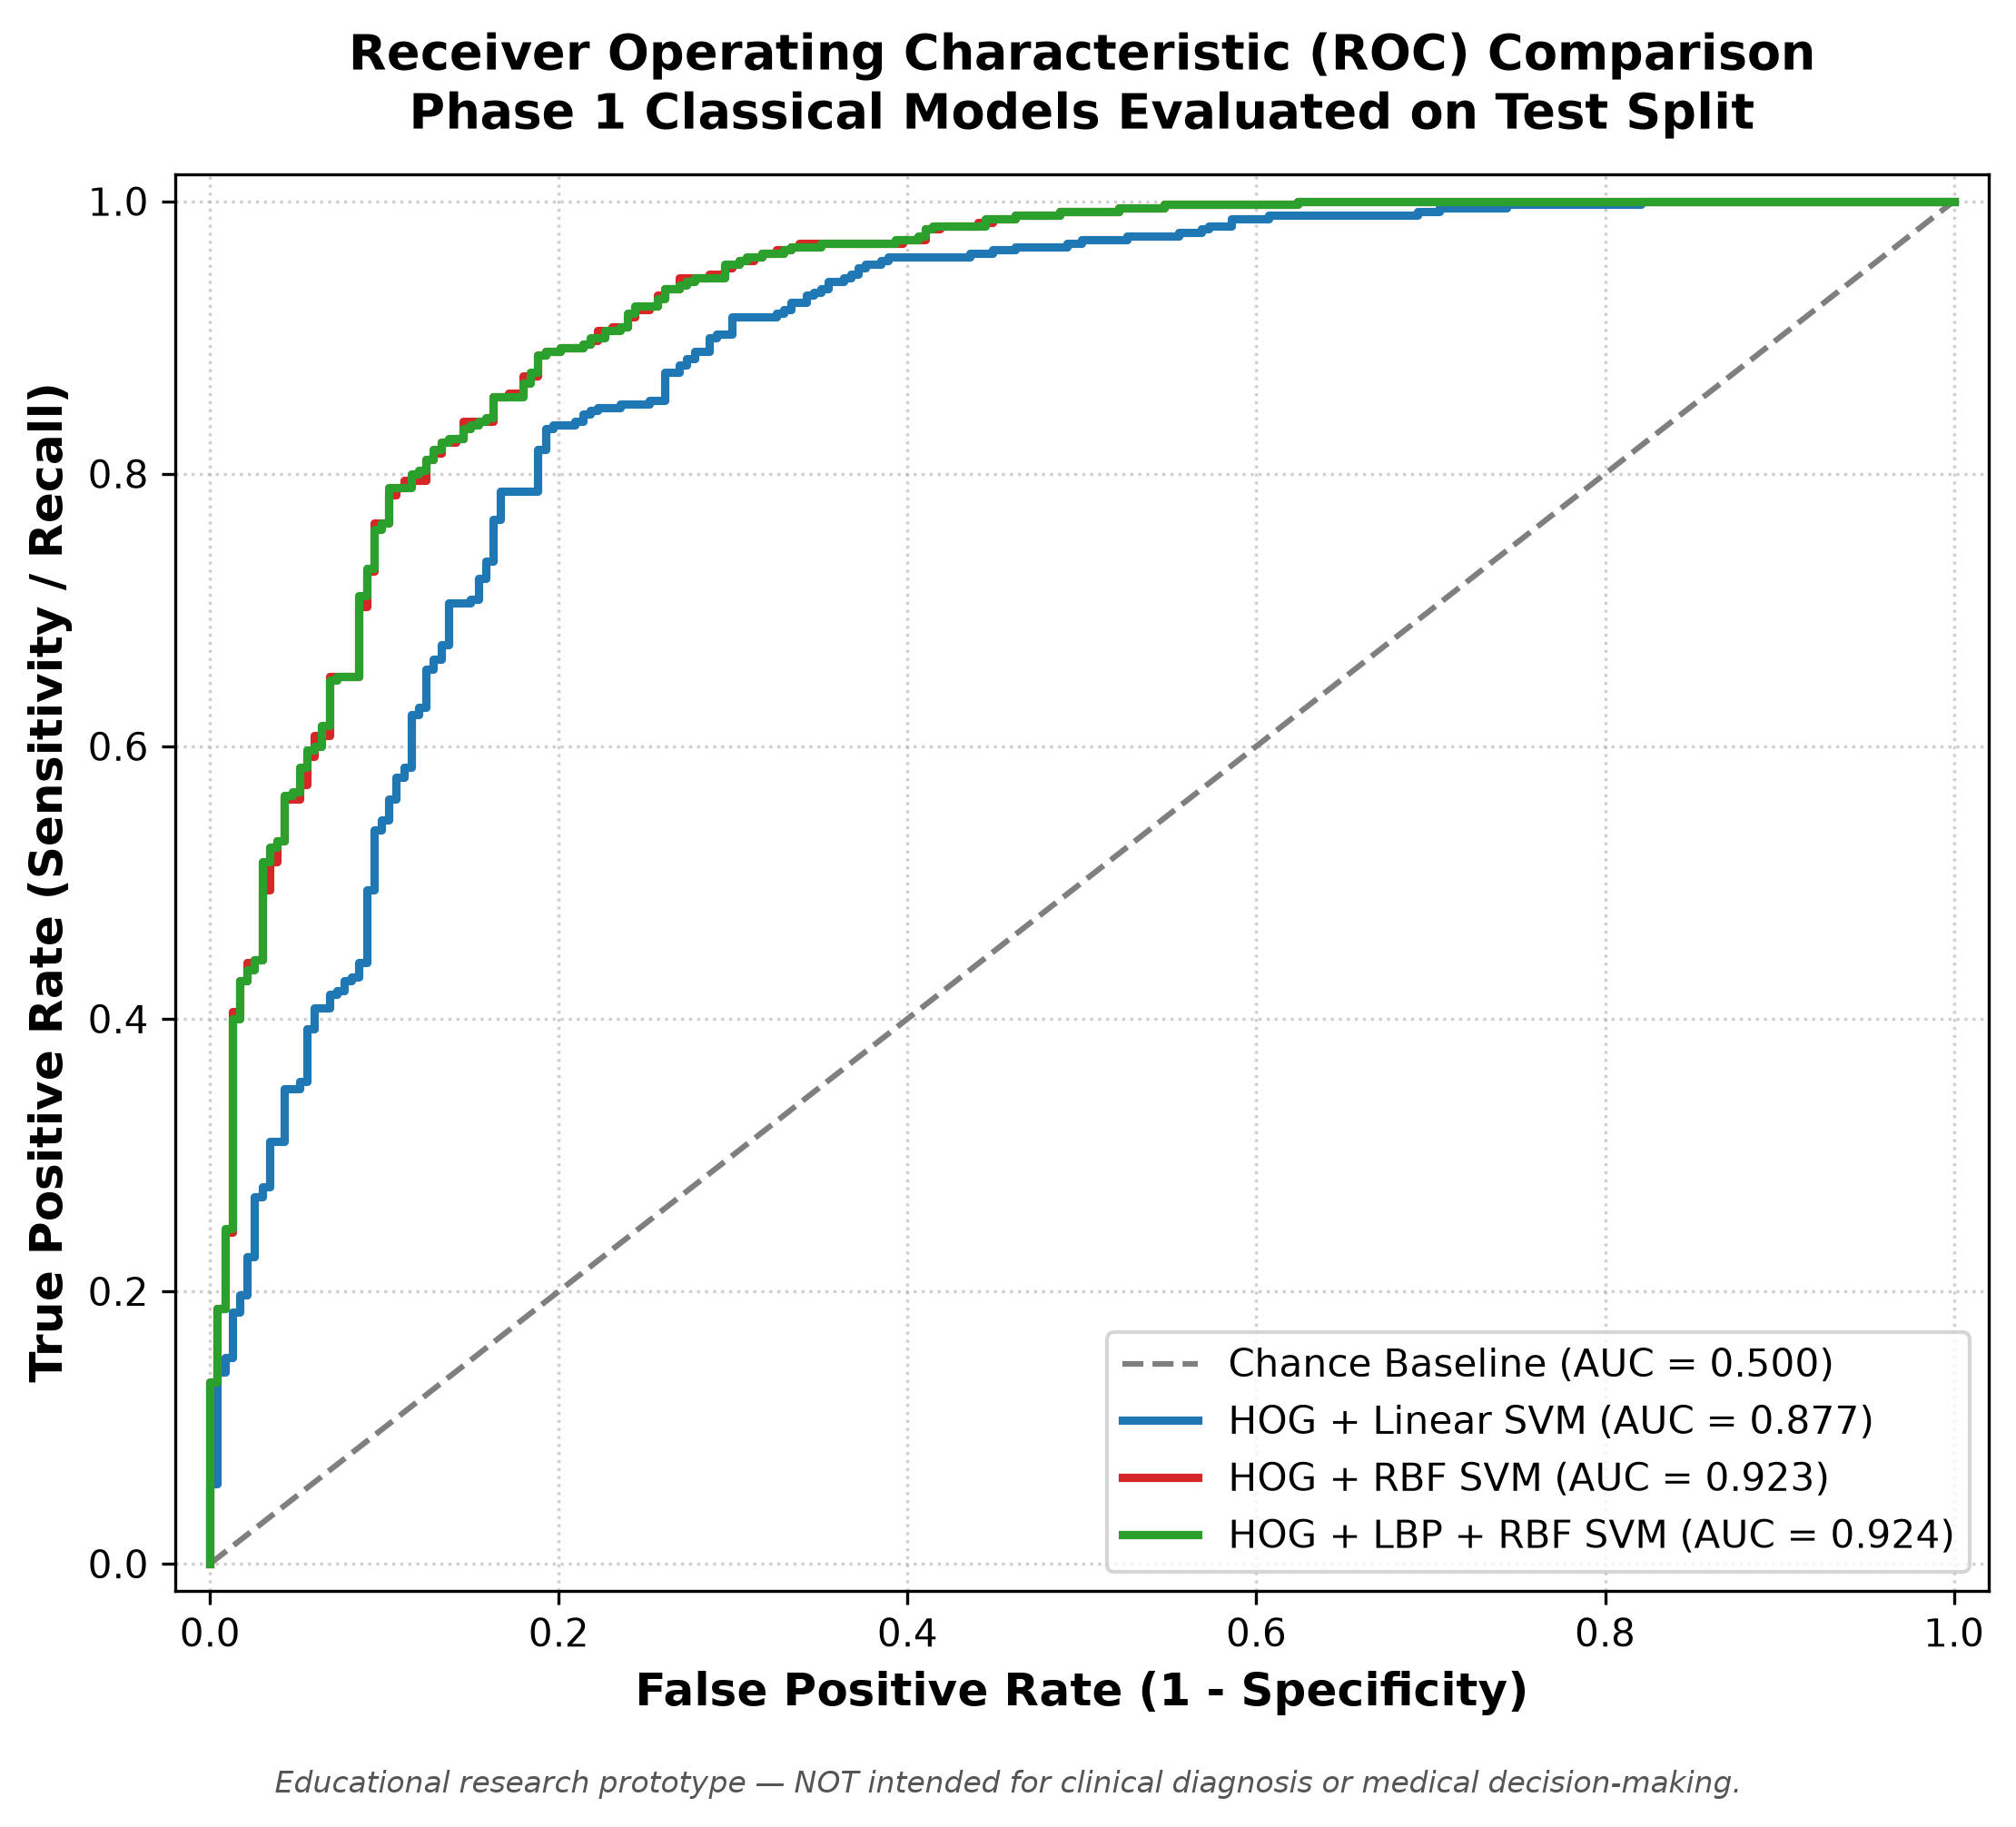 Receiver Operating Characteristic (ROC) Comparison
Phase 1 Classical Models Evaluated on Test Split
True Positive Rate (Sensitivity / Recall)
1.0
0.8
0.6
0.4
0.2
0.0
Chance Baseline (AUC = 0.500)
HOG + Linear SVM (AUC = 0.877)
HOG + RBF SVM (AUC = 0.923)
HOG + LBP + RBF SVM (AUC = 0.924)
0.0 0.2 0.4 0.6 0.8 1.0
False Positive Rate (1 - Specificity)
Educational research prototype — NOT intended for clinical diagnosis or medical decision-making.